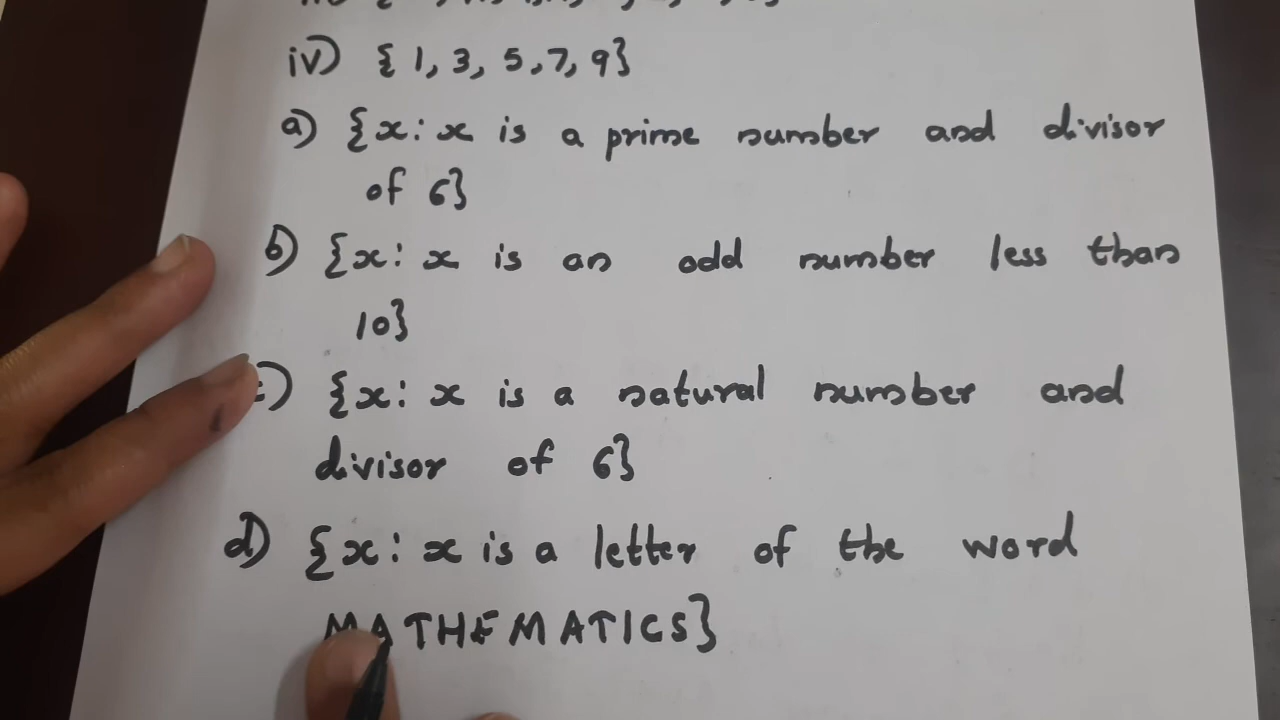 iv) { 1, 3, 5, 7, 9}
a) {x: x is a prime number and divisor
of 6}
b) {x: x is an odd number less than
10}
c) {x: x is a natural number and
divisor of 6}
d) {x: x is a letter of the word
MATHEMATICS}